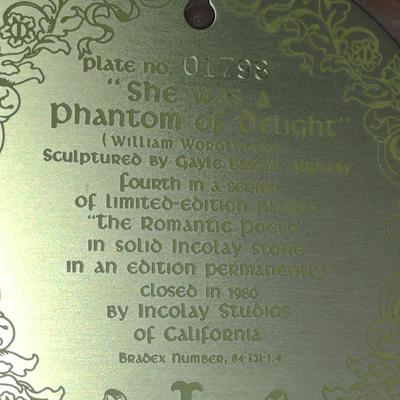 plate no. 01798
"She was a
phantom of delight"
(William Wordsworth)
Sculptured by Gayle Bright Appleby
fourth in a series
of limited-edition plates
"The Romantic Poets"
in solid Incolay stone
in an edition permanently
closed in 1980
by Incolay Studios
of California
Bradex Number: 84-I31-1.4